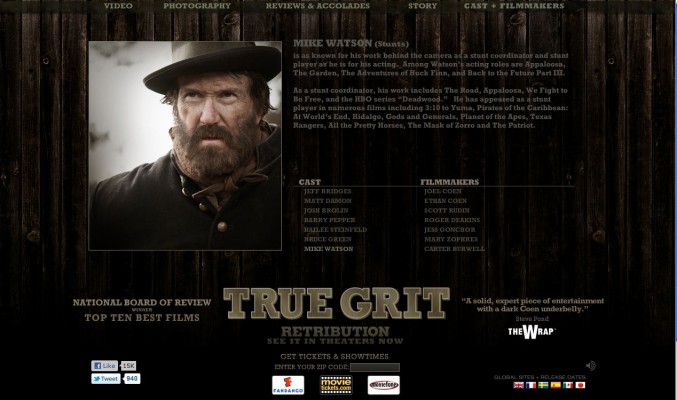 VIDEO PHOTOGRAPHY REVIEWS & ACCOLADES STORY CAST + FILMMAKERS
MIKE WATSON (Stunts)
is as known for his work behind the camera as a stunt coordinator and stunt
player as he is for his acting. Among Watson's acting roles are Appaloosa,
The Garden, The Adventures of Huck Finn, and Back to the Future Part III.
As a stunt coordinator, his work includes The Road, Appaloosa, We Fight to
Be Free, and the HBO series "Deadwood." He has appeared as a stunt
player in numerous films including 3:10 to Yuma, Pirates of the Caribbean:
At World's End, Hidalgo, Gods and Generals, Planet of the Apes, Texas
Rangers, All the Pretty Horses, The Mask of Zorro and The Patriot.
CAST
JEFF BRIDGES
MATT DAMON
JOSH BROLIN
BARRY PEPPER
HAILEE STEINFELD
BRUCE GREEN
MIKE WATSON
FILMMAKERS
JOEL COEN
ETHAN COEN
SCOTT RUDIN
ROGER DEAKINS
JESS GONCHOR
MARY ZOPHRES
CARTER BURWELL
NATIONAL BOARD OF REVIEW
WINNER
TOP TEN BEST FILMS
TRUE GRIT
RETRIBUTION
SEE IT IN THEATERS NOW
"A solid, expert piece of entertainment
with a dark Coen underbelly."
Steve Pond
THE WRAP
GET TICKETS & SHOWTIMES
ENTER YOUR ZIP CODE:
Like 15K
Tweet 940
FANDANGO
movie
tickets.com
moviefone
GLOBAL SITES + RELEASE DATES